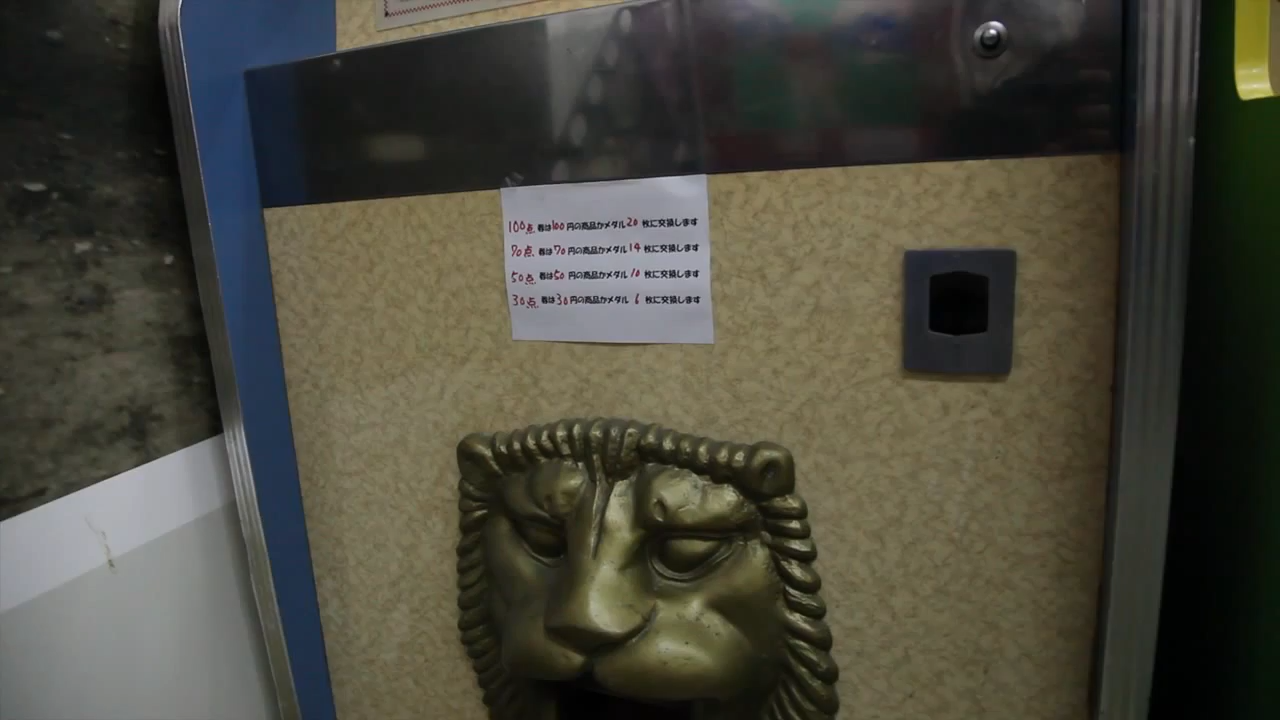 100点 券は100円の商品かメダル20 枚に交換します
70点 券は70円の商品かメダル14 枚に交換します
50点 券は50円の商品かメダル10 枚に交換します
30点 券は30円の商品かメダル 6 枚に交換します